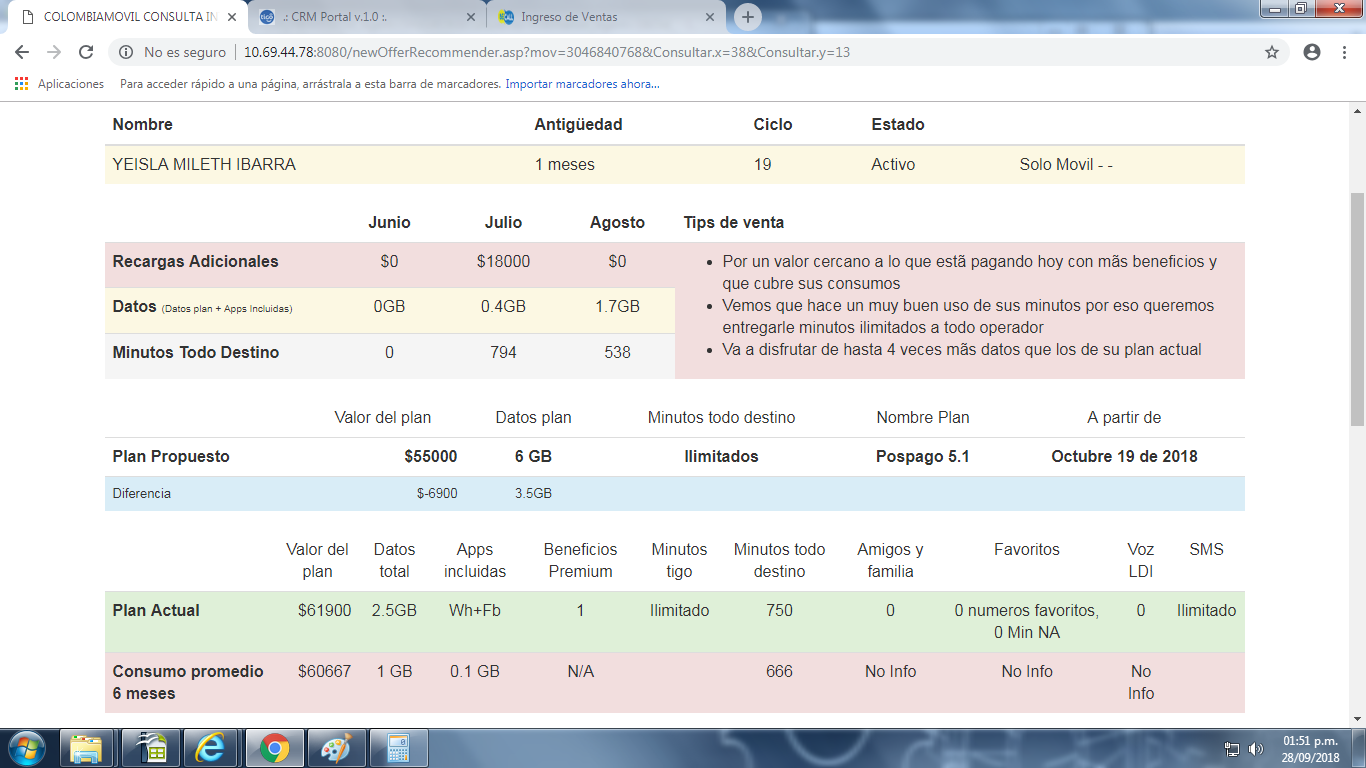 COLOMBIAMOVIL CONSULTA IN
.: CRM Portal v.1.0 :.
Ingreso de Ventas
No es seguro | 10.69.44.78:8080/newOfferRecommender.asp?mov=3046840768&Consultar.x=38&Consultar.y=13
Aplicaciones Para acceder rápido a una página, arrástrala a esta barra de marcadores. Importar marcadores ahora...
Nombre Antigüedad Ciclo Estado
YEISLA MILETH IBARRA 1 meses 19 Activo Solo Movil - -
Junio Julio Agosto Tips de venta
Recargas Adicionales $0 $18000 $0
Datos (Datos plan + Apps Incluidas) 0GB 0.4GB 1.7GB
Minutos Todo Destino 0 794 538
• Por un valor cercano a lo que estã pagando hoy con mãs beneficios y
que cubre sus consumos
• Vemos que hace un muy buen uso de sus minutos por eso queremos
entregarle minutos ilimitados a todo operador
• Va a disfrutar de hasta 4 veces mãs datos que los de su plan actual
Valor del plan Datos plan Minutos todo destino Nombre Plan A partir de
Plan Propuesto $55000 6 GB Ilimitados Pospago 5.1 Octubre 19 de 2018
Diferencia $-6900 3.5GB
Valor del Datos Apps Beneficios Minutos Minutos todo Amigos y Favoritos Voz SMS
plan total incluidas Premium tigo destino familia LDI
Plan Actual $61900 2.5GB Wh+Fb 1 Ilimitado 750 0 0 numeros favoritos, 0 Ilimitado
0 Min NA
Consumo promedio $60667 1 GB 0.1 GB N/A 666 No Info No Info No
6 meses Info
01:51 p.m.
28/09/2018